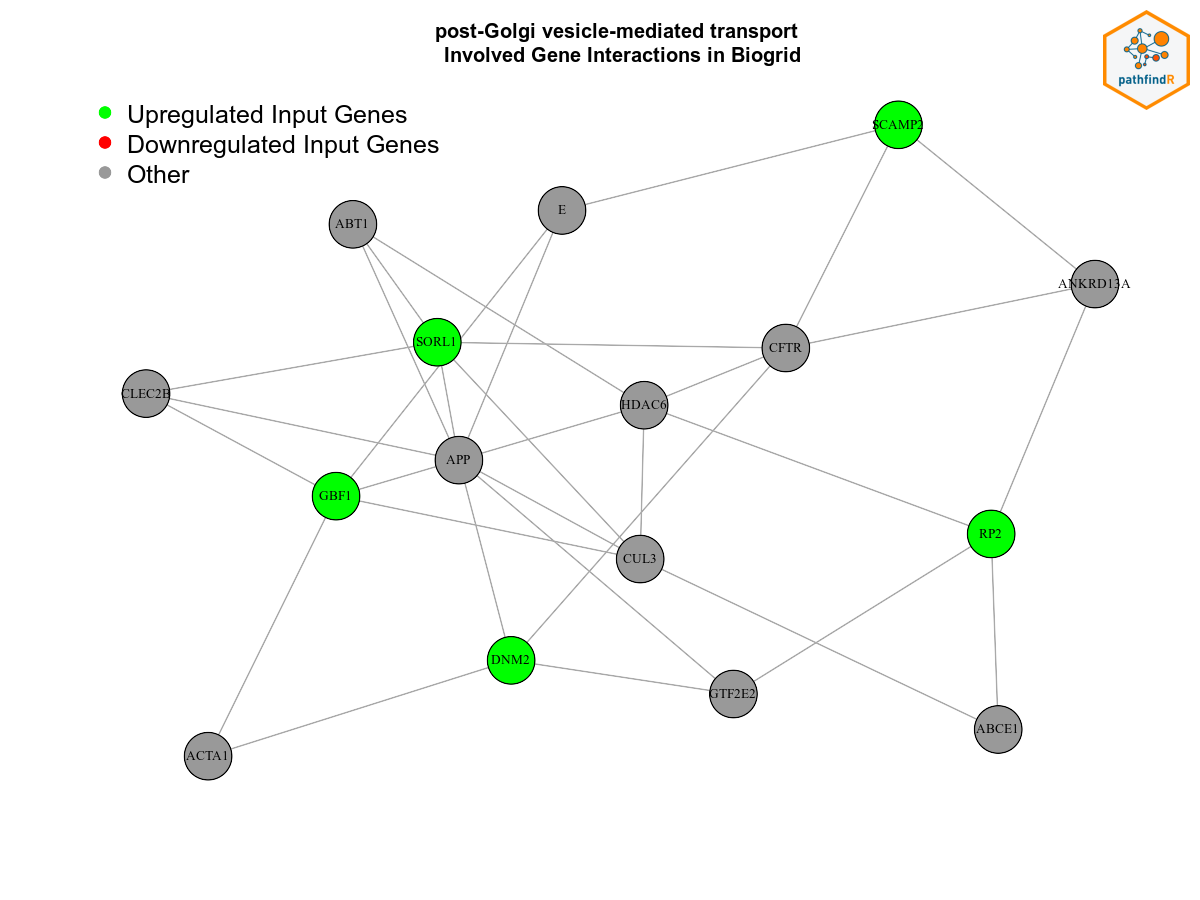 post-Golgi vesicle-mediated transport
Involved Gene Interactions in Biogrid
pathfindR
Upregulated Input Genes
Downregulated Input Genes
Other
SCAMP2
E
ABT1
ANKRD13A
SORL1
CFTR
CLEC2B
HDAC6
APP
GBF1
RP2
CUL3
DNM2
GTF2E2
ABCE1
ACTA1